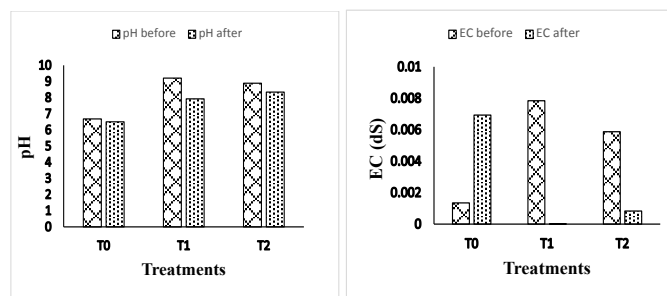 pH before pH after
10
9
8
7
6
5
4
3
2
1
0
pH
T0 T1 T2
Treatments
EC before EC after
0.01
0.008
0.006
0.004
0.002
0
EC (dS)
T0 T1 T2
Treatments